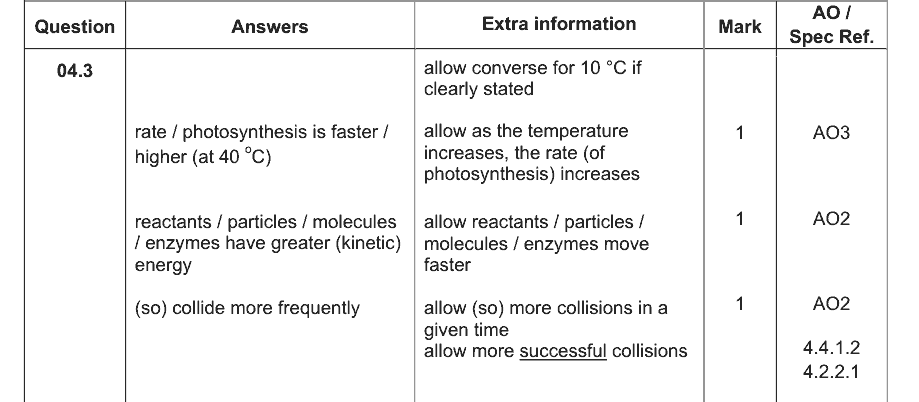 Question Answers Extra information Mark AO /
Spec Ref.
04.3 allow converse for 10 °C if
clearly stated
rate / photosynthesis is faster / allow as the temperature 1 AO3
higher (at 40 °C) increases, the rate (of
photosynthesis) increases
reactants / particles / molecules allow reactants / particles / 1 AO2
/ enzymes have greater (kinetic) molecules / enzymes move
energy faster
(so) collide more frequently allow (so) more collisions in a 1 AO2
given time
allow more successful collisions 4.4.1.2
4.2.2.1